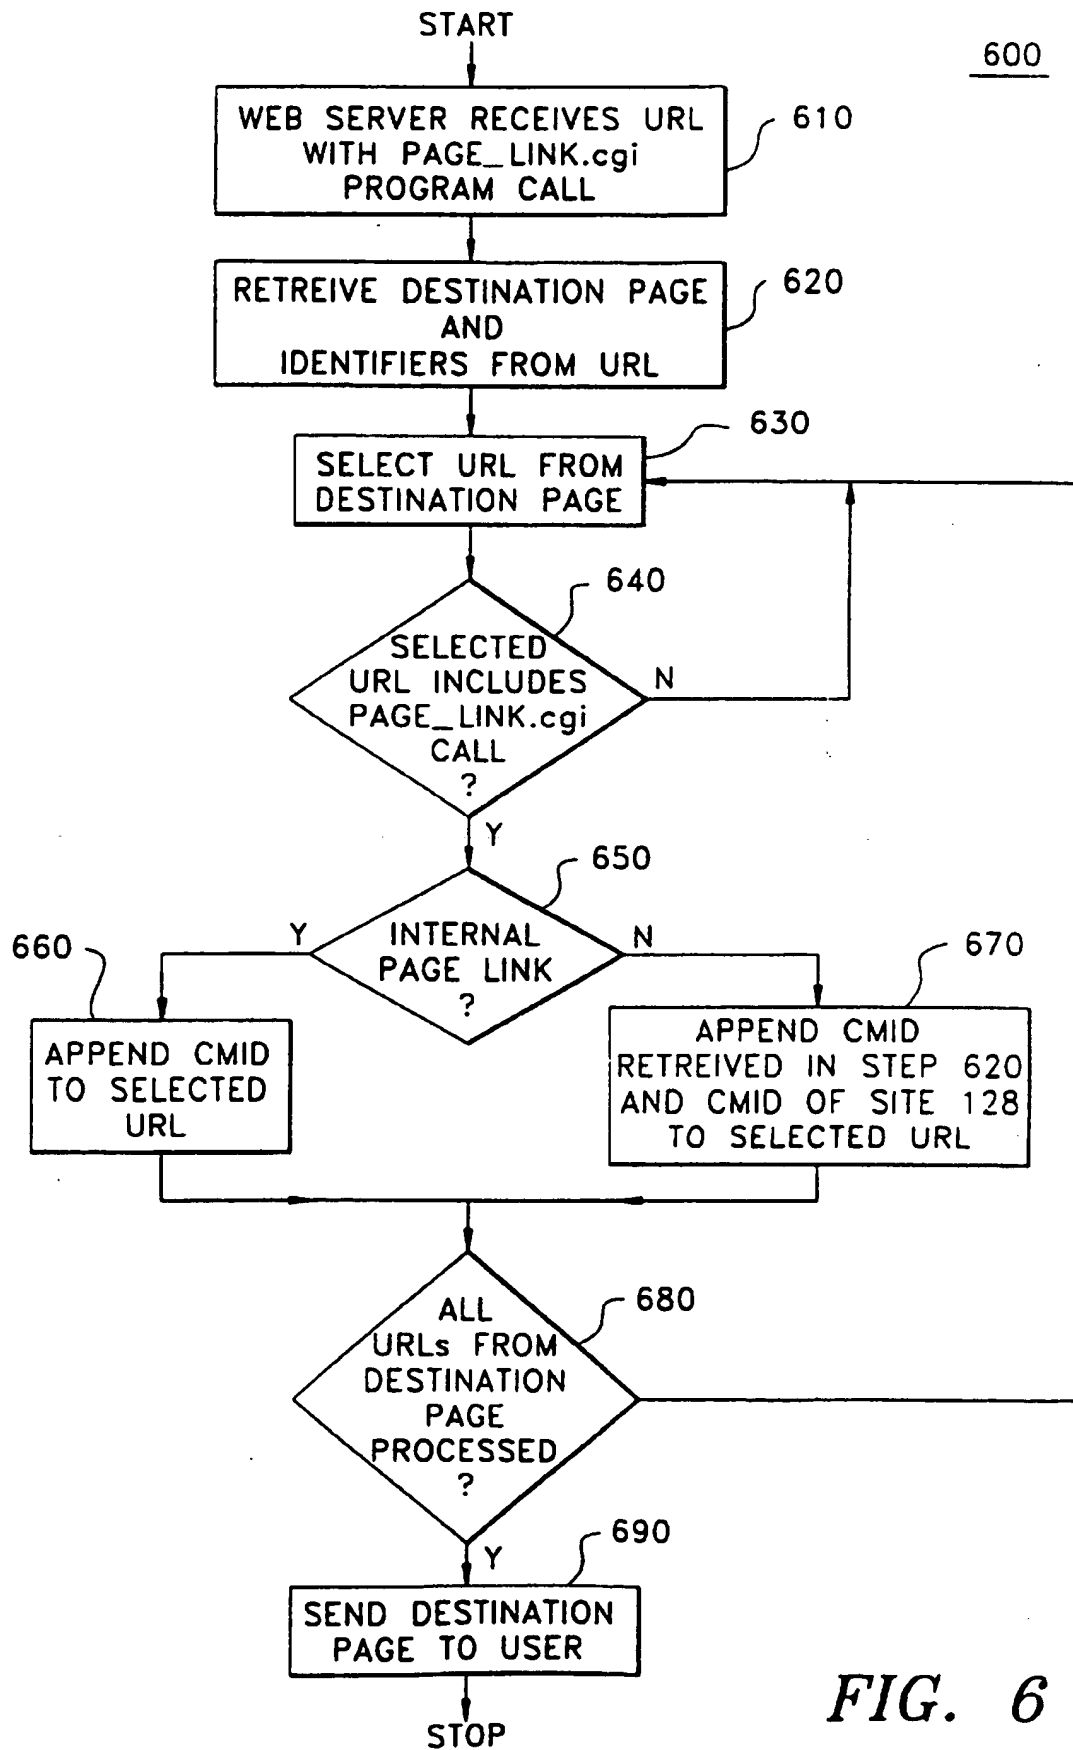 START
600
WEB SERVER RECEIVES URL
WITH PAGE_LINK.cgi
PROGRAM CALL
610
RETREIVE DESTINATION PAGE
AND
IDENTIFIERS FROM URL
620
630
SELECT URL FROM
DESTINATION PAGE
640
SELECTED
URL INCLUDES
PAGE_LINK.cgi
CALL
?
N
Y
650
INTERNAL
PAGE LINK
?
Y
N
660
APPEND CMID
TO SELECTED
URL
670
APPEND CMID
RETREIVED IN STEP 620
AND CMID OF SITE 128
TO SELECTED URL
680
ALL
URLs FROM
DESTINATION
PAGE
PROCESSED
?
Y
690
SEND DESTINATION
PAGE TO USER
STOP
FIG. 6